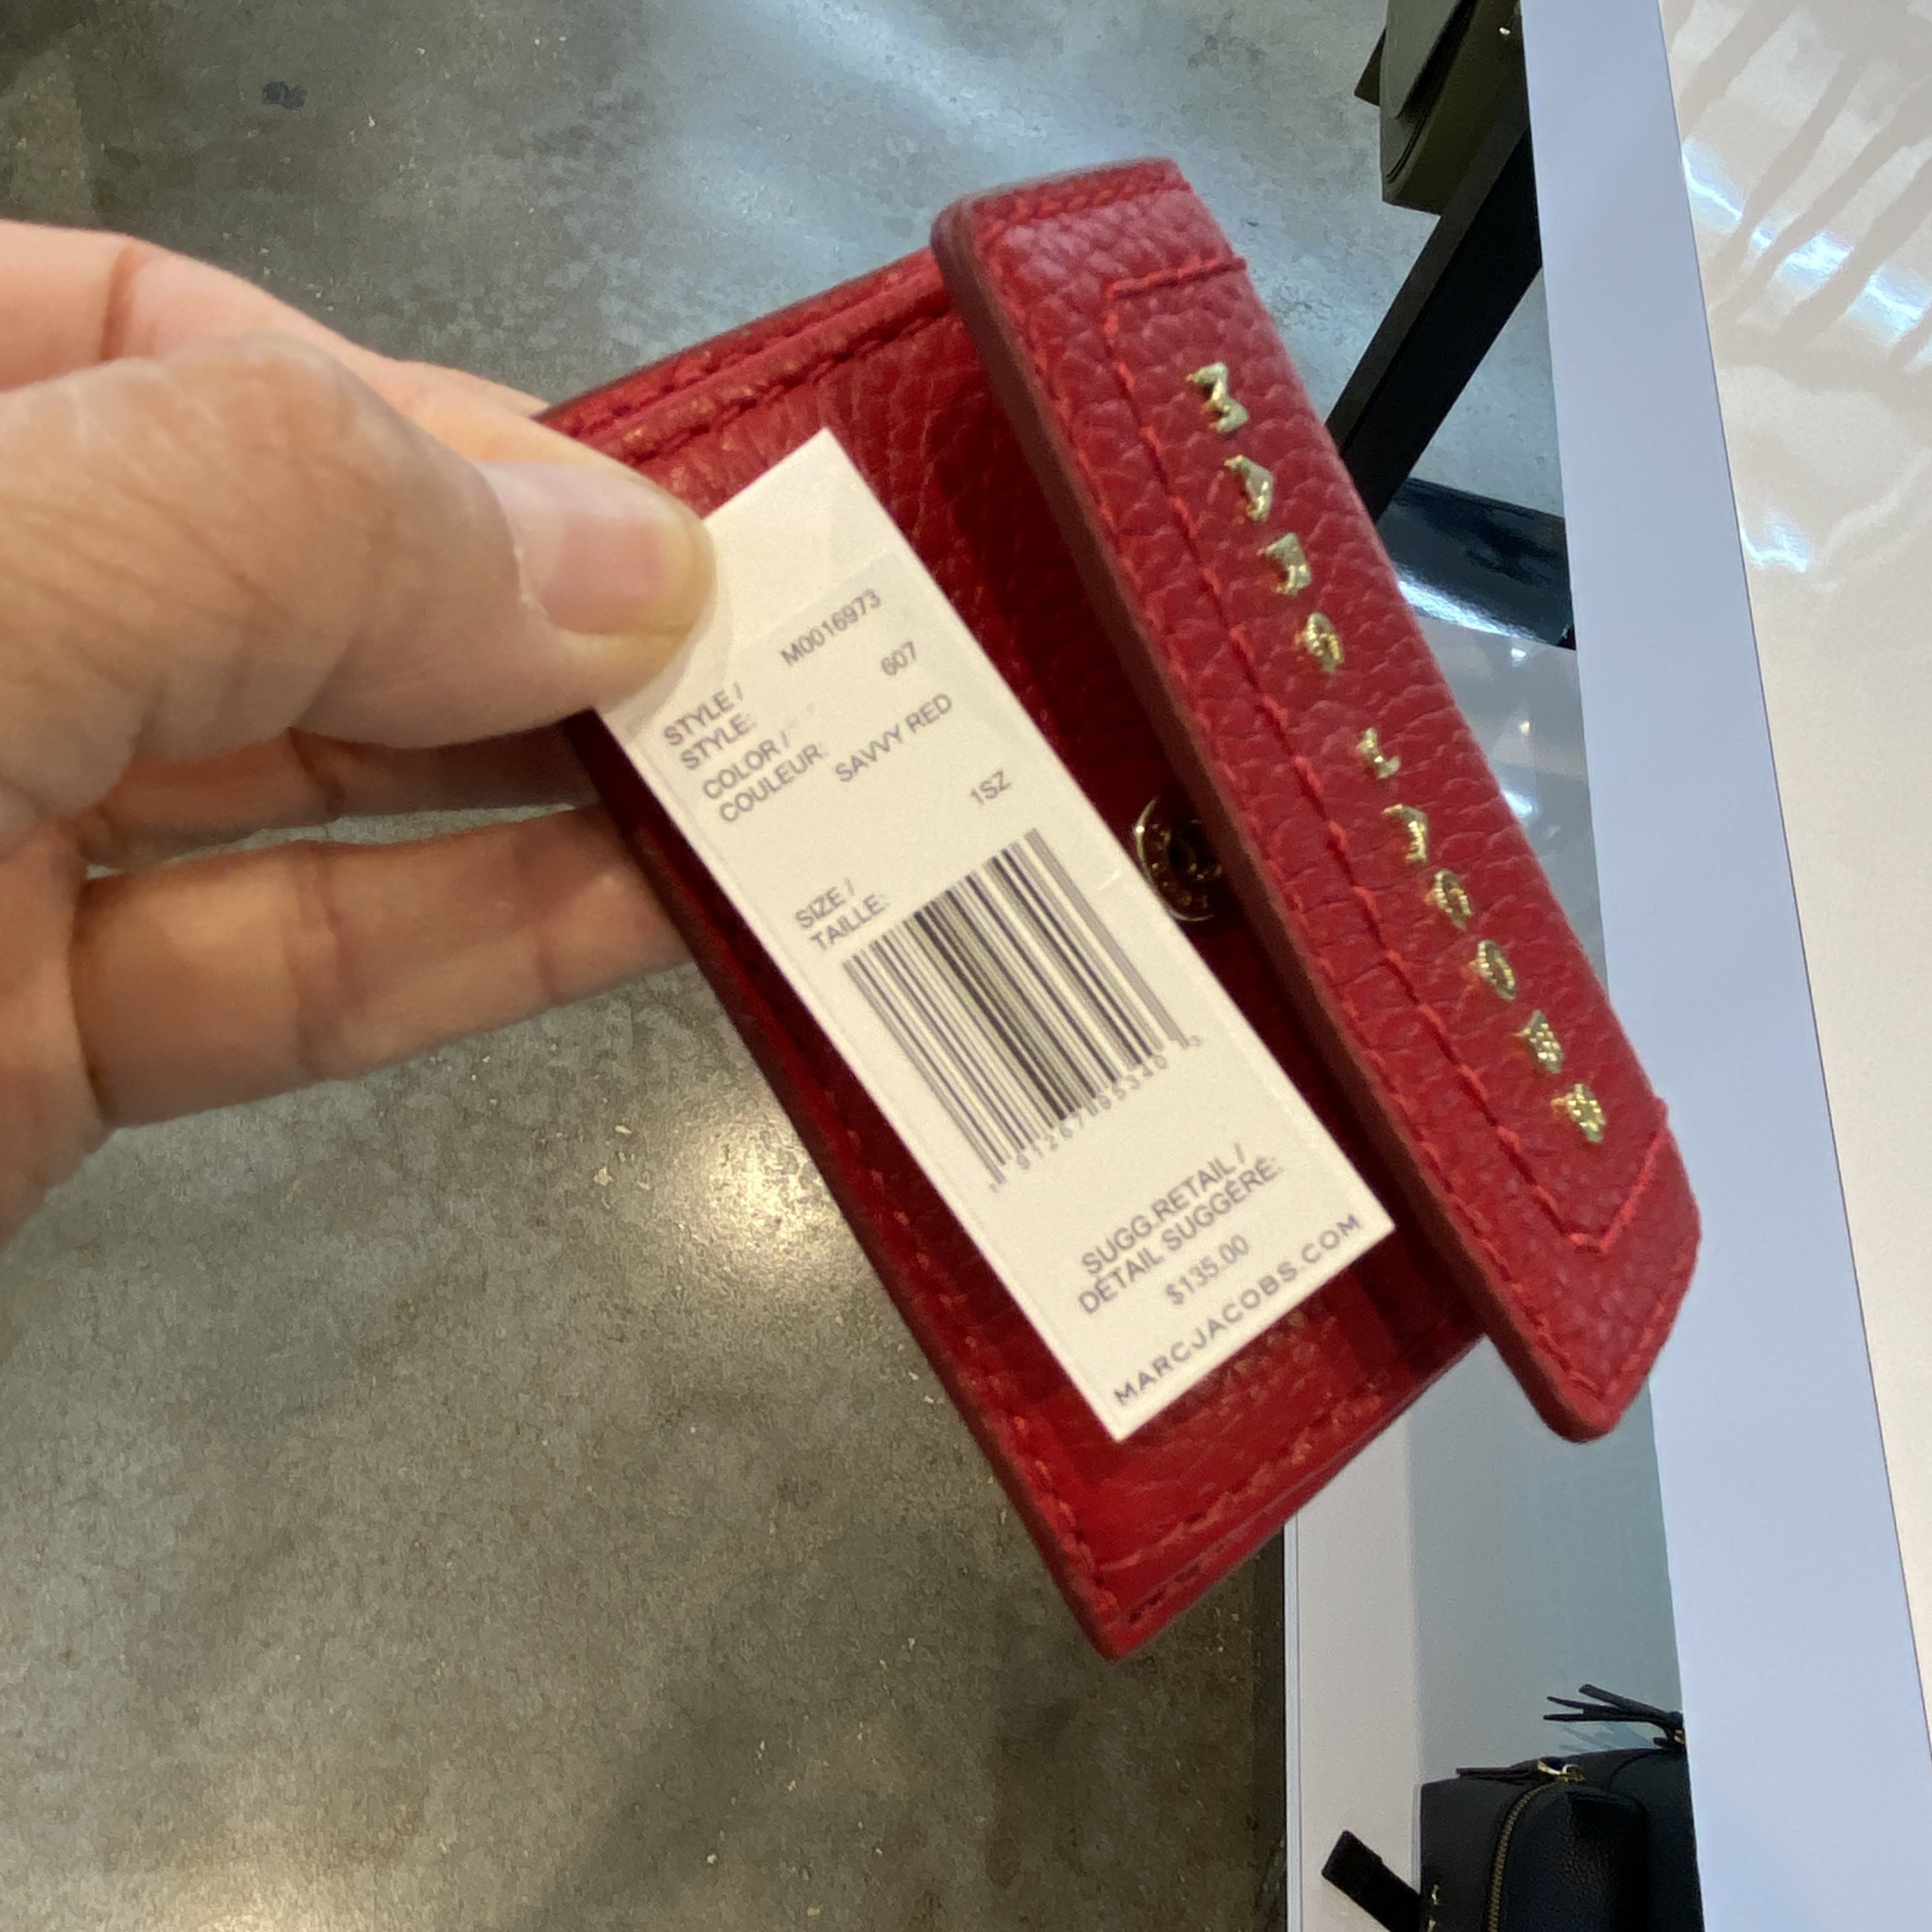 STYLE / M0016973
STYLE:
COLOR / 607
COULEUR: SAVVY RED
SIZE / 1SZ
TAILLE:
SUGG.RETAIL /
DÉTAIL SUGGÉRÉ:
$135.00
MARCJACOBS.COM
MARC JACOBS